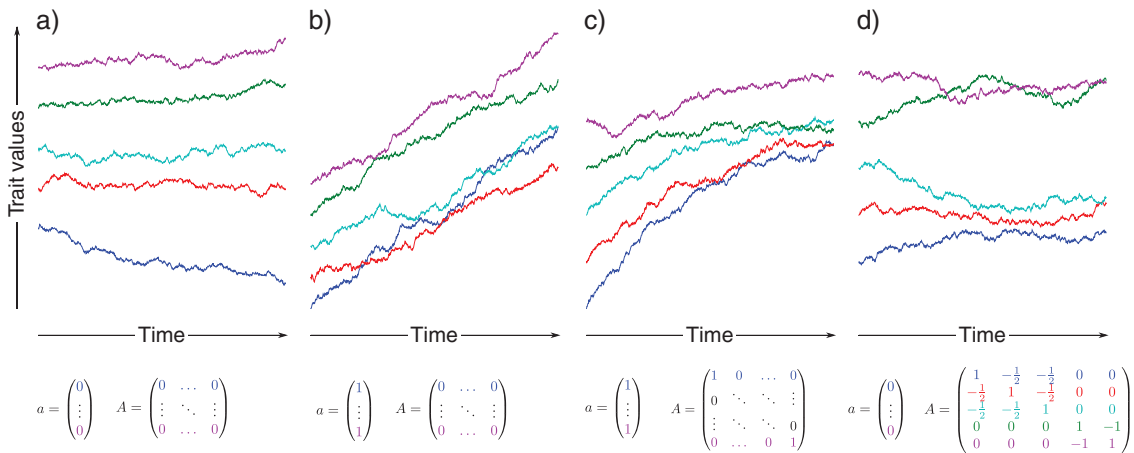 a) b) c) d)
Trait values
Time Time Time Time
a = (0 ⋮ 0) A = (0 … 0 ⋮ ⋱ ⋮ 0 … 0)
a = (1 ⋮ 1) A = (0 … 0 ⋮ ⋱ ⋮ 0 … 0)
a = (1 ⋮ 1) A = (1 0 … 0 0 ⋱ ⋱ ⋮ ⋮ ⋱ ⋱ 0 0 … 0 1)
a = (0 ⋮ 0) A = (1 −1/2 −1/2 0 0
−1/2 1 −1/2 0 0
−1/2 −1/2 1 0 0
0 0 0 1 −1
0 0 0 −1 1)